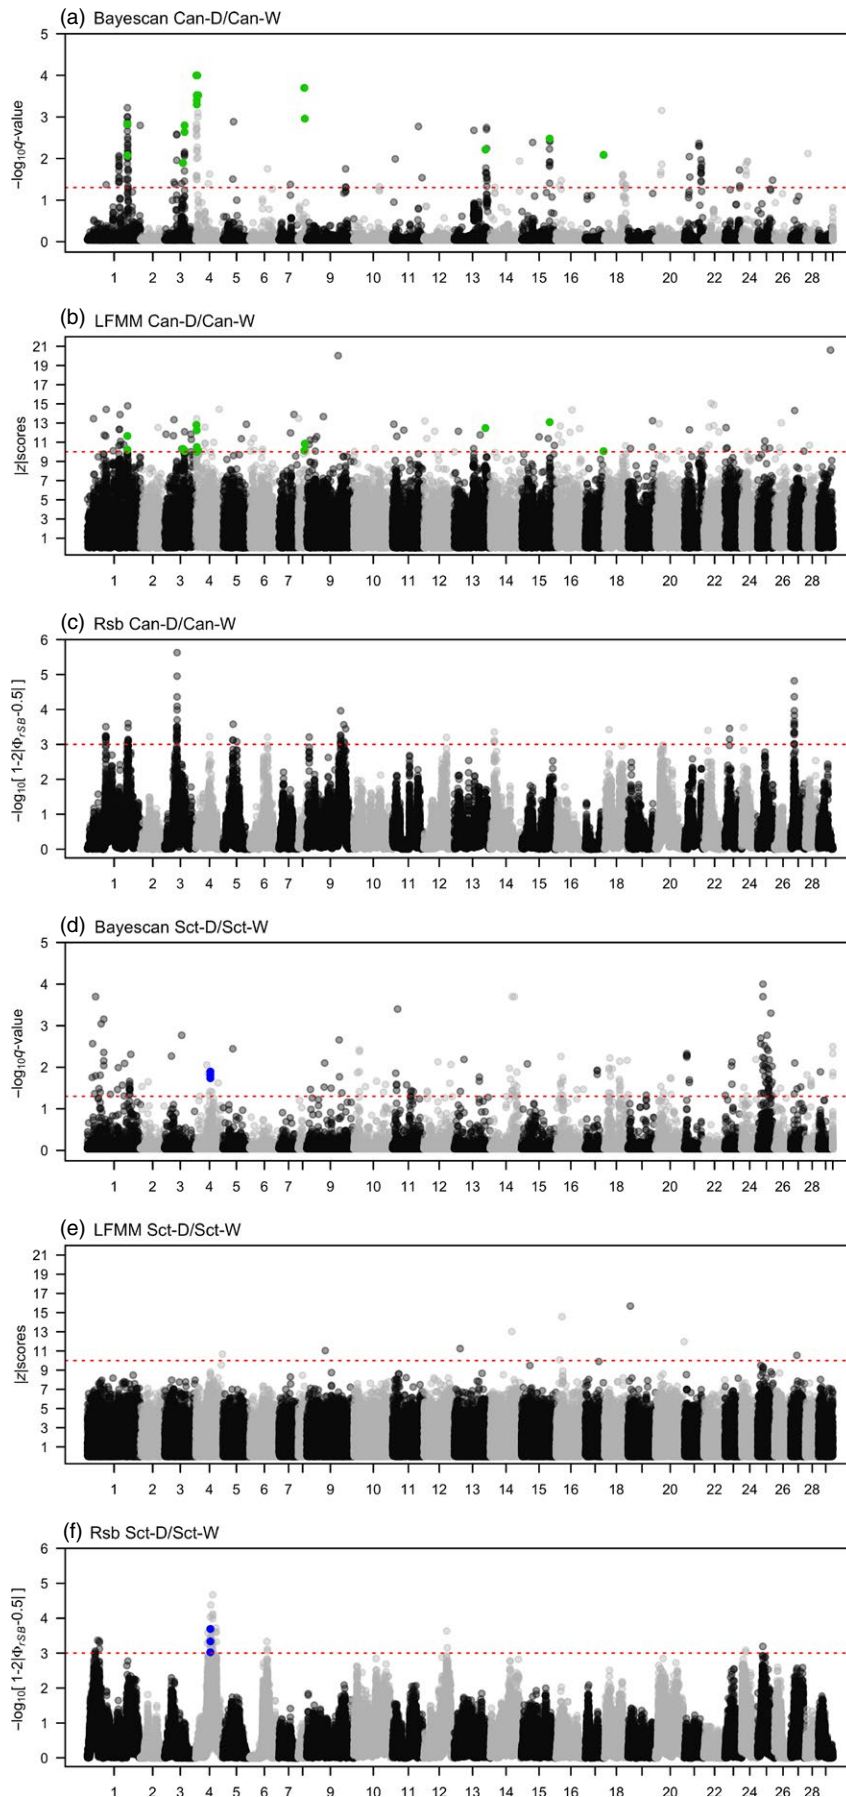 (a) Bayescan Can-D/Can-W
5
4
3
2
1
0
−log₁₀q-value
1 2 3 4 5 6 7 9 10 11 12 13 14 15 16 18 20 22 24 26 28
(b) LFMM Can-D/Can-W
21
19
17
15
13
11
9
7
5
3
1
|z|scores
1 2 3 4 5 6 7 9 10 11 12 13 14 15 16 18 20 22 24 26 28
(c) Rsb Can-D/Can-W
6
5
4
3
2
1
0
−log₁₀[ 1-2|ΦrSB-0.5| ]
1 2 3 4 5 6 7 9 10 11 12 13 14 15 16 18 20 22 24 26 28
(d) Bayescan Sct-D/Sct-W
5
4
3
2
1
0
−log₁₀q-value
1 2 3 4 5 6 7 9 10 11 12 13 14 15 16 18 20 22 24 26 28
(e) LFMM Sct-D/Sct-W
21
19
17
15
13
11
9
7
5
3
1
|z|scores
1 2 3 4 5 6 7 9 10 11 12 13 14 15 16 18 20 22 24 26 28
(f) Rsb Sct-D/Sct-W
6
5
4
3
2
1
0
−log₁₀[ 1-2|ΦrSB-0.5| ]
1 2 3 4 5 6 7 9 10 11 12 13 14 15 16 18 20 22 24 26 28